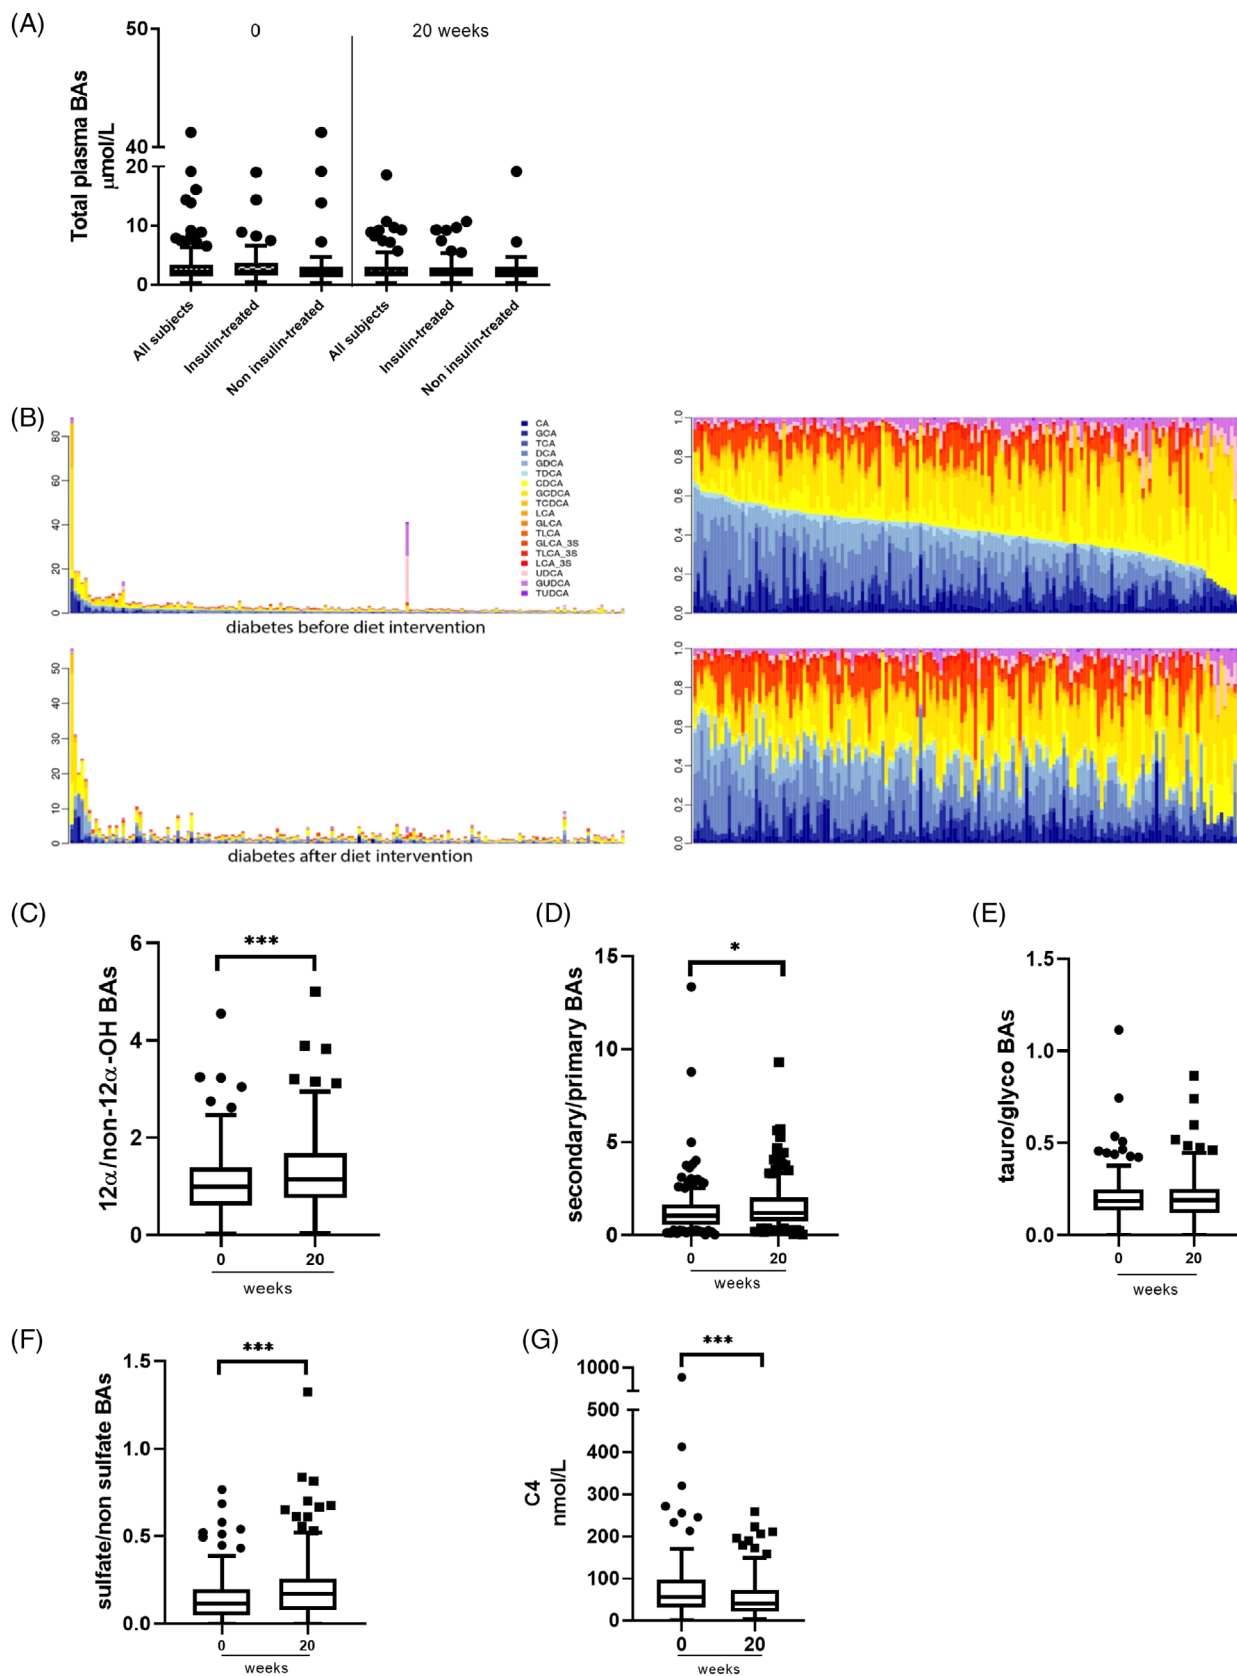 (A)
0
20 weeks
Total plasma BAs
μmol/L
50
40
20
10
0
All subjects
Insulin-treated
Non insulin-treated
All subjects
Insulin-treated
Non insulin-treated
(B)
80
60
40
20
0
CA
GCA
TCA
DCA
GDCA
TDCA
CDCA
GCDCA
TCDCA
LCA
GLCA
TLCA
GLCA_3S
TLCA_3S
LCA_3S
UDCA
GUDCA
TUDCA
diabetes before diet intervention
1.0
0.8
0.6
0.4
0.2
0.0
50
40
30
20
10
0
diabetes after diet intervention
1.0
0.8
0.6
0.4
0.2
0.0
(C)
12α/non-12α-OH BAs
6
4
2
0
***
0
20
weeks
(D)
secondary/primary BAs
15
10
5
0
*
0
20
weeks
(E)
tauro/glyco BAs
1.5
1.0
0.5
0.0
0
20
weeks
(F)
sulfate/non sulfate BAs
1.5
1.0
0.5
0.0
***
0
20
weeks
(G)
C4
nmol/L
1000
500
400
300
200
100
0
***
0
20
weeks